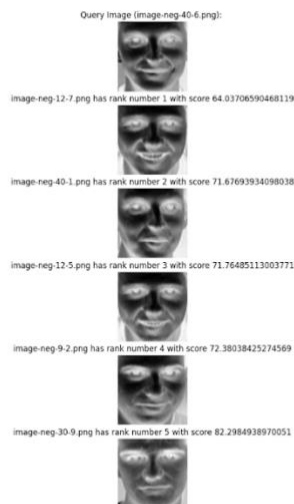 Query Image (image-neg-40-6.png):
image-neg-12-7.png has rank number 1 with score 64.03706590468119
image-neg-40-1.png has rank number 2 with score 71.67693934098038
image-neg-12-5.png has rank number 3 with score 71.76485113003771
image-neg-9-2.png has rank number 4 with score 72.38038425274569
image-neg-30-9.png has rank number 5 with score 82.2984938970051